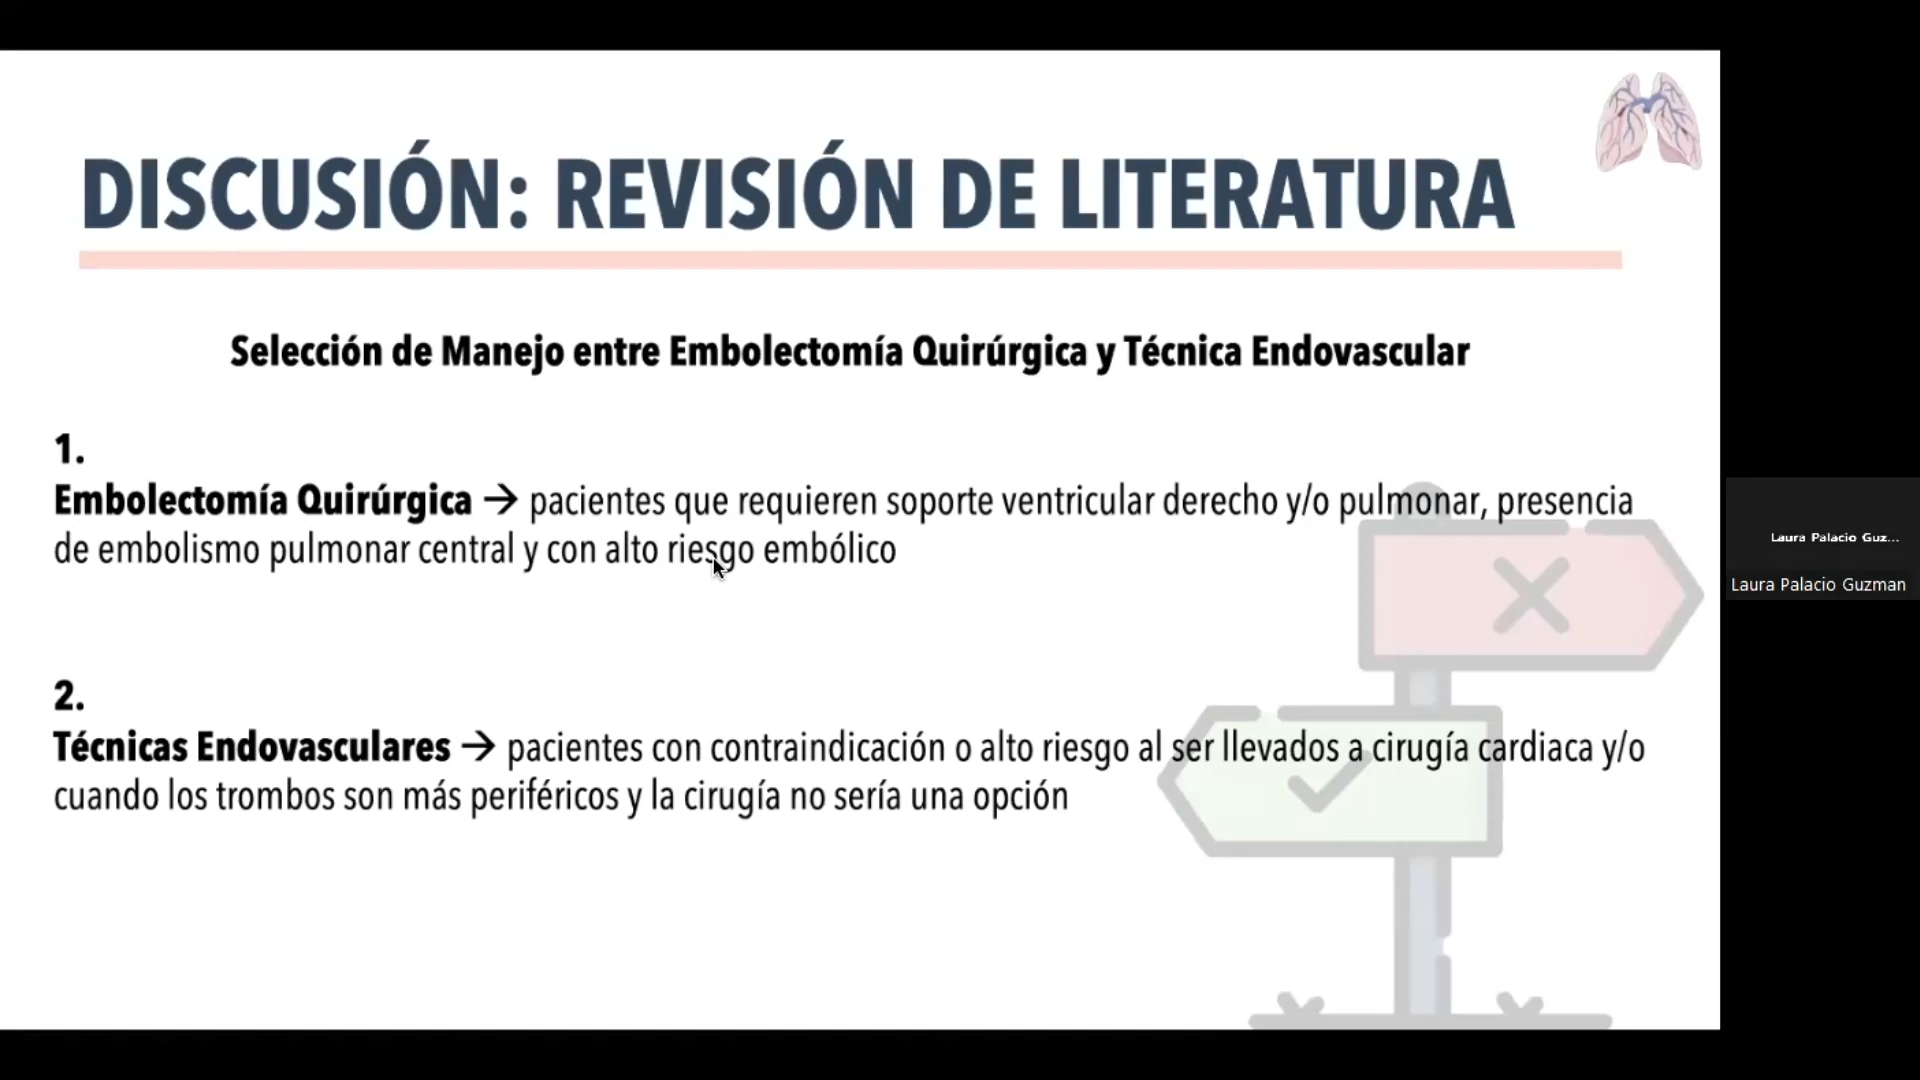 DISCUSIÓN: REVISIÓN DE LITERATURA
Selección de Manejo entre Embolectomía Quirúrgica y Técnica Endovascular
1.
Embolectomía Quirúrgica → pacientes que requieren soporte ventricular derecho y/o pulmonar, presencia
de embolismo pulmonar central y con alto riesgo embólico
2.
Técnicas Endovasculares → pacientes con contraindicación o alto riesgo al ser llevados a cirugía cardiaca y/o
cuando los trombos son más periféricos y la cirugía no sería una opción
Laura Palacio Guz...
Laura Palacio Guzman